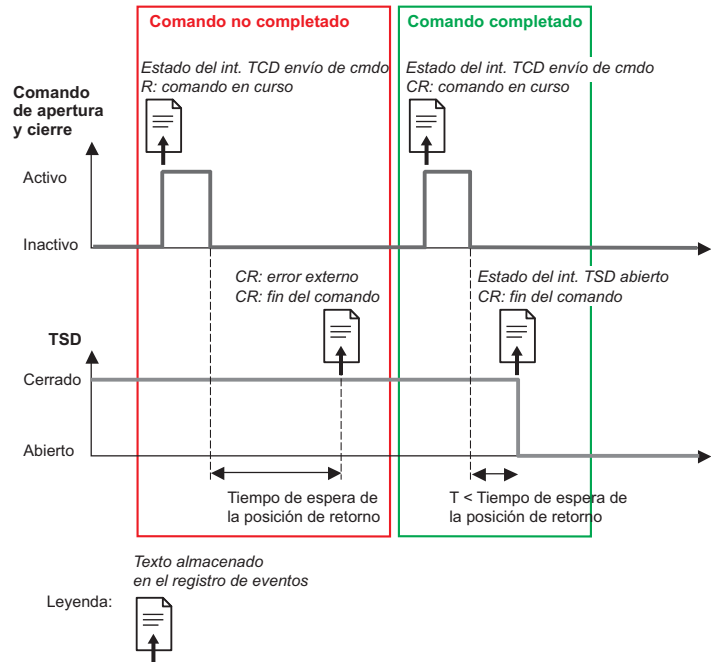 Comando no completado
Comando completado
Estado del int. TCD envío de cmdo
R: comando en curso
Estado del int. TCD envío de cmdo
CR: comando en curso
Comando
de apertura
y cierre
Activo
Inactivo
CR: error externo
CR: fin del comando
Estado del int. TSD abierto
CR: fin del comando
TSD
Cerrado
Abierto
Tiempo de espera de
la posición de retorno
T < Tiempo de espera de
la posición de retorno
Texto almacenado
en el registro de eventos
Leyenda: